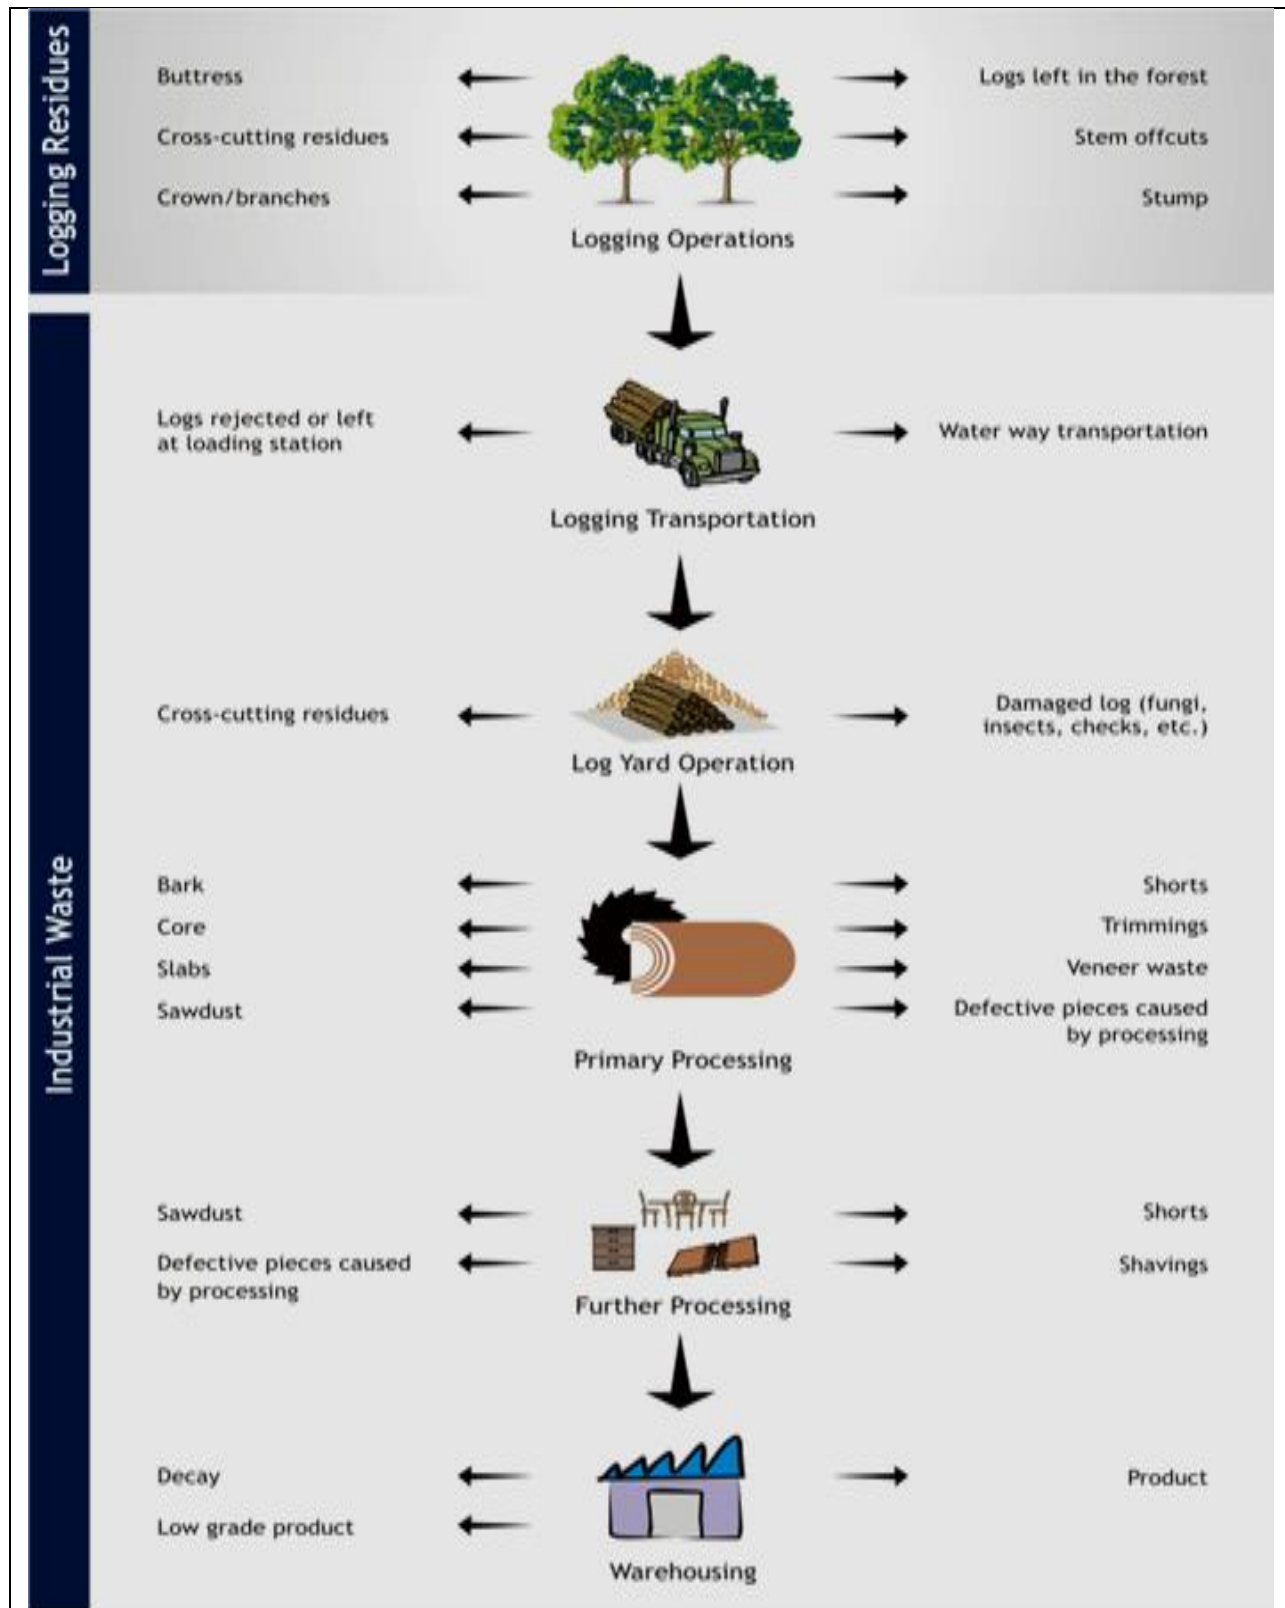 Logging Residues
Buttress
Logs left in the forest
Cross-cutting residues
Stem offcuts
Crown/branches
Stump
Logging Operations
Industrial Waste
Logs rejected or left
at loading station
Water way transportation
Logging Transportation
Cross-cutting residues
Damaged log (fungi,
insects, checks, etc.)
Log Yard Operation
Bark
Shorts
Core
Trimmings
Slabs
Veneer waste
Sawdust
Defective pieces caused
by processing
Primary Processing
Sawdust
Shorts
Defective pieces caused
by processing
Shavings
Further Processing
Decay
Product
Low grade product
Warehousing